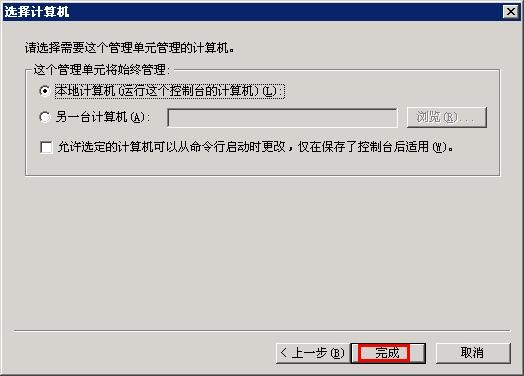 选择计算机
请选择需要这个管理单元管理的计算机。
这个管理单元将始终管理:
本地计算机(运行这个控制台的计算机)(L):
另一台计算机(A):
浏览(R)...
允许选定的计算机可以从命令行启动时更改，仅在保存了控制台后适用(W)。
< 上一步(B)
完成
取消